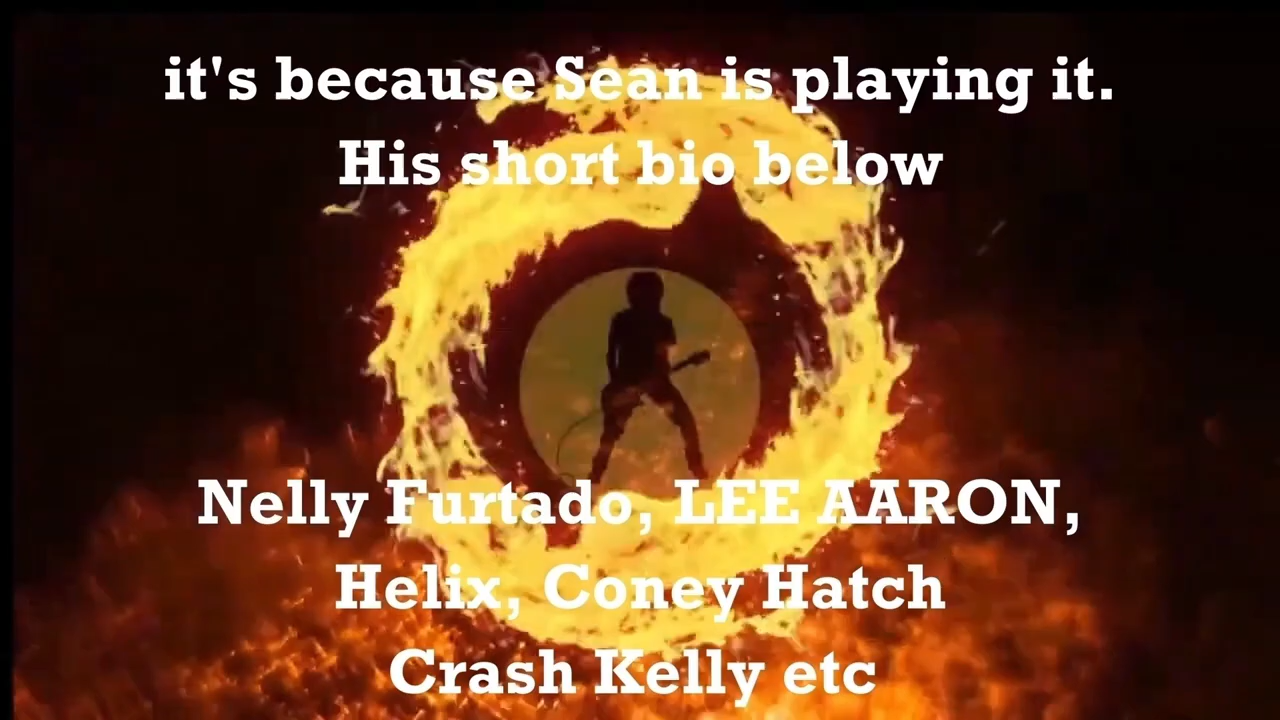 it's because Sean is playing it.
His short bio below
Nelly Furtado, LEE AARON,
Helix, Coney Hatch
Crash Kelly etc